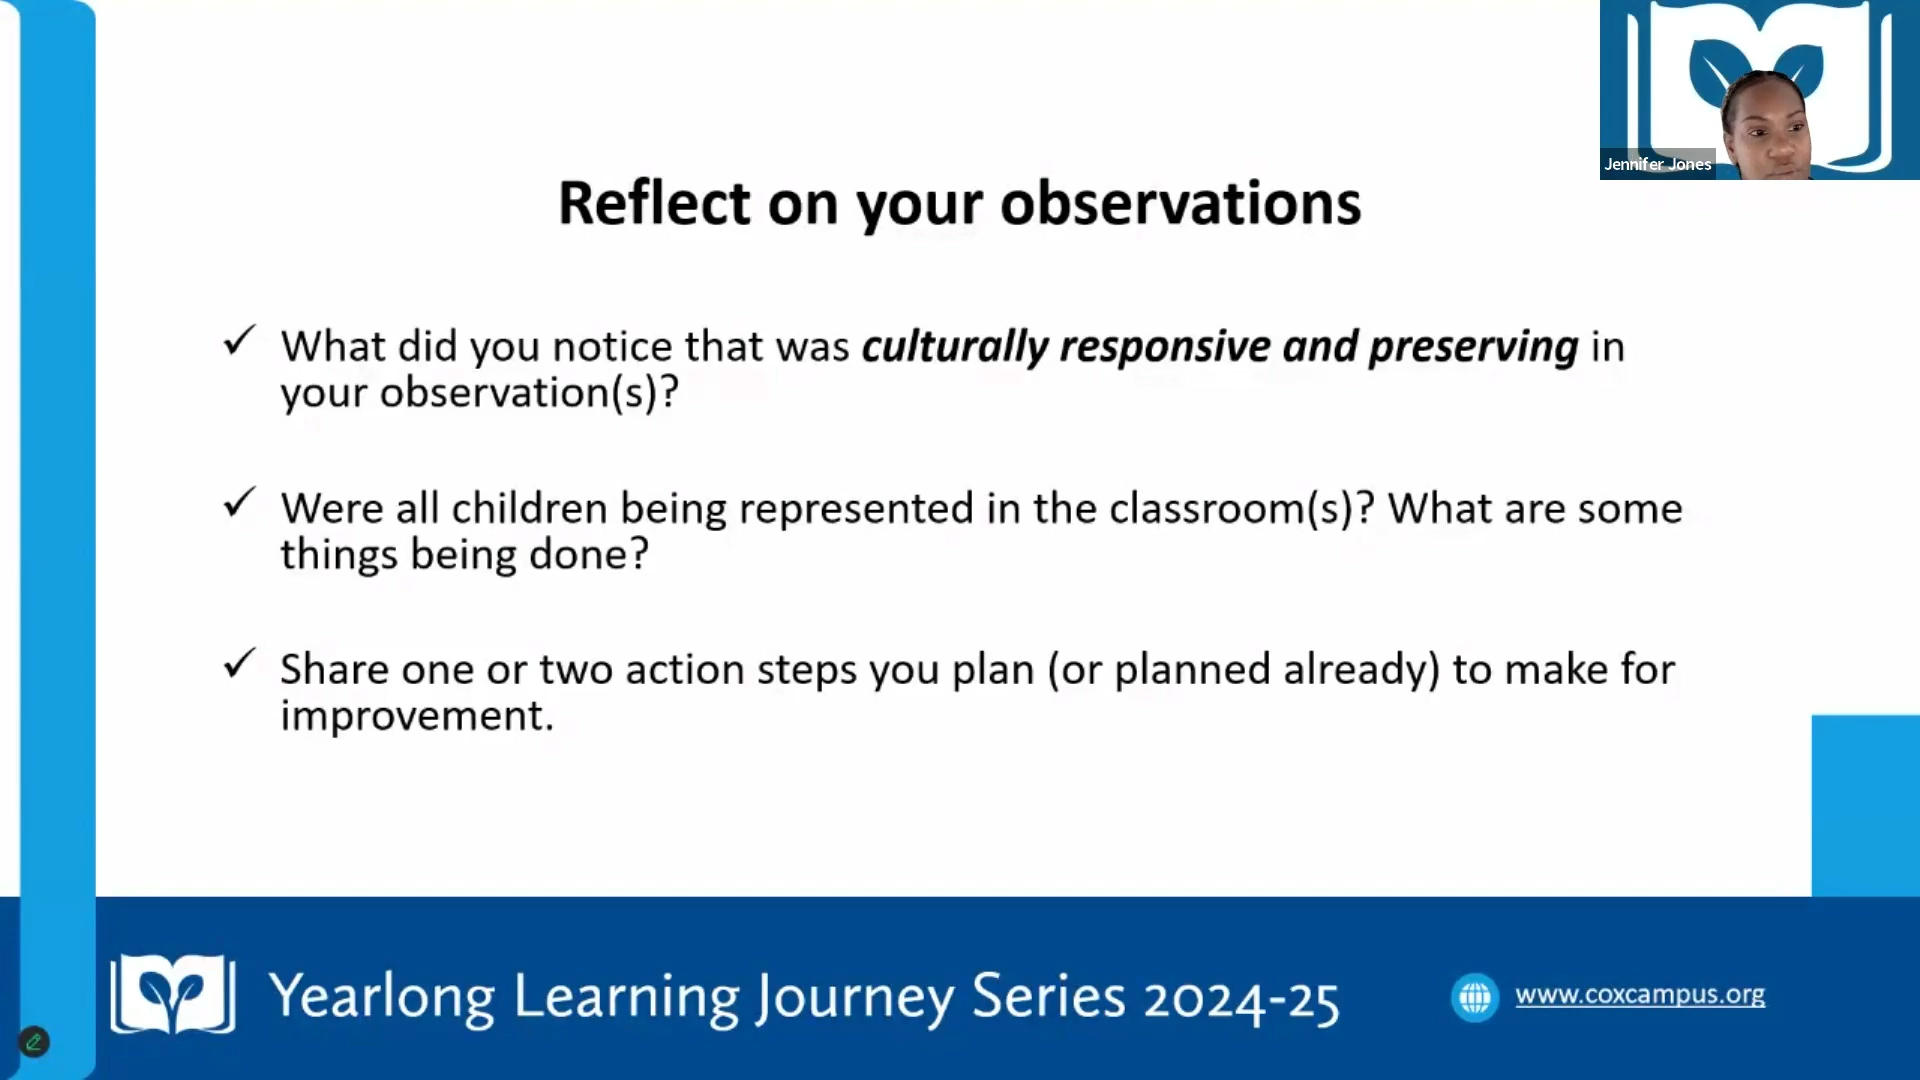 Jennifer Jones
Reflect on your observations
✓ What did you notice that was culturally responsive and preserving in
your observation(s)?
✓ Were all children being represented in the classroom(s)? What are some
things being done?
✓ Share one or two action steps you plan (or planned already) to make for
improvement.
Yearlong Learning Journey Series 2024-25
www.coxcampus.org